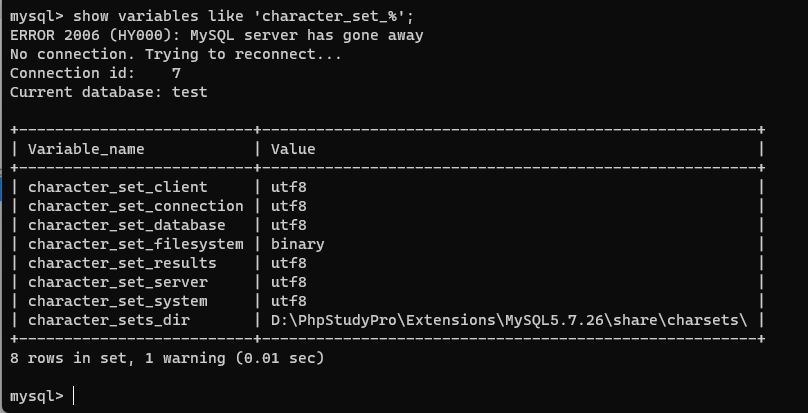 mysql> show variables like 'character_set_%';
ERROR 2006 (HY000): MySQL server has gone away
No connection. Trying to reconnect...
Connection id:    7
Current database: test

+--------------------------+-------------------------------------------------------+
| Variable_name            | Value                                                 |
+--------------------------+-------------------------------------------------------+
| character_set_client     | utf8                                                  |
| character_set_connection | utf8                                                  |
| character_set_database   | utf8                                                  |
| character_set_filesystem | binary                                                |
| character_set_results    | utf8                                                  |
| character_set_server     | utf8                                                  |
| character_set_system     | utf8                                                  |
| character_sets_dir       | D:\PhpStudyPro\Extensions\MySQL5.7.26\share\charsets\ |
+--------------------------+-------------------------------------------------------+
8 rows in set, 1 warning (0.01 sec)

mysql>